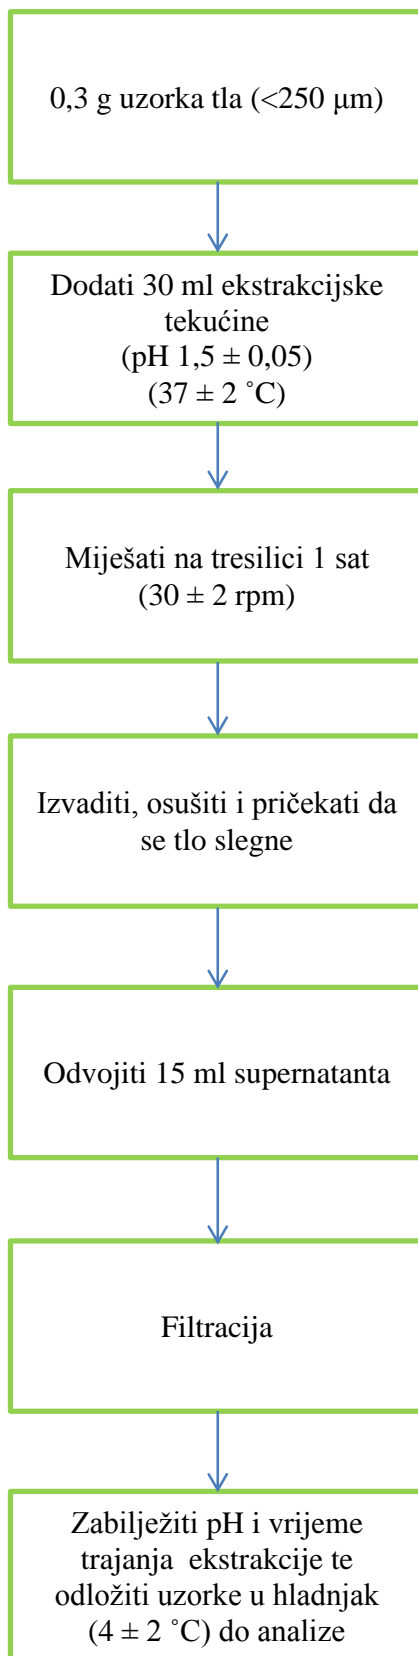 0,3 g uzorka tla (<250 μm)
Dodati 30 ml ekstrakcijske
tekućine
(pH 1,5 ± 0,05)
(37 ± 2 ˚C)
Miješati na tresilici 1 sat
(30 ± 2 rpm)
Izvaditi, osušiti i pričekati da
se tlo slegne
Odvojiti 15 ml supernatanta
Filtracija
Zabilježiti pH i vrijeme
trajanja  ekstrakcije te
odložiti uzorke u hladnjak
(4 ± 2 ˚C) do analize